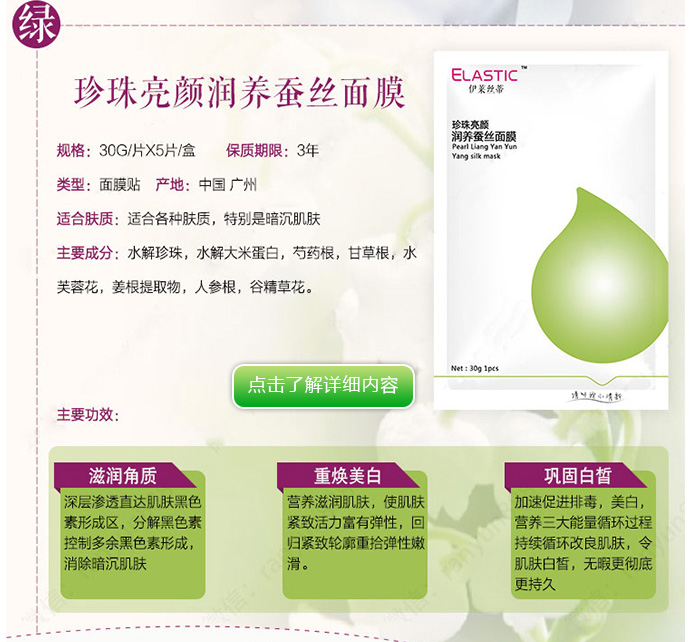 绿
珍珠亮颜润养蚕丝面膜
规格：30G/片X5片/盒 保质期限：3年
类型：面膜贴 产地：中国 广州
适合肤质：适合各种肤质，特别是暗沉肌肤
主要成分：水解珍珠，水解大米蛋白，芍药根，甘草根，水
芙蓉花，姜根提取物，人参根，谷精草花。
ELASTIC™
伊莱丝蒂
珍珠亮颜
润养蚕丝面膜
Pearl Liang Yan Yun
Yang silk mask
Net : 30g 1pcs
点击了解详细内容
主要功效：
滋润角质
深层渗透直达肌肤黑色
素形成区，分解黑色素
控制多余黑色素形成，
消除暗沉肌肤
重焕美白
营养滋润肌肤，使肌肤
紧致活力富有弹性，回
归紧致轮廓重拾弹性嫩
滑。
巩固白皙
加速促进排毒，美白，
营养三大能量循环过程
持续循环改良肌肤，令
肌肤白皙，无暇更彻底
更持久